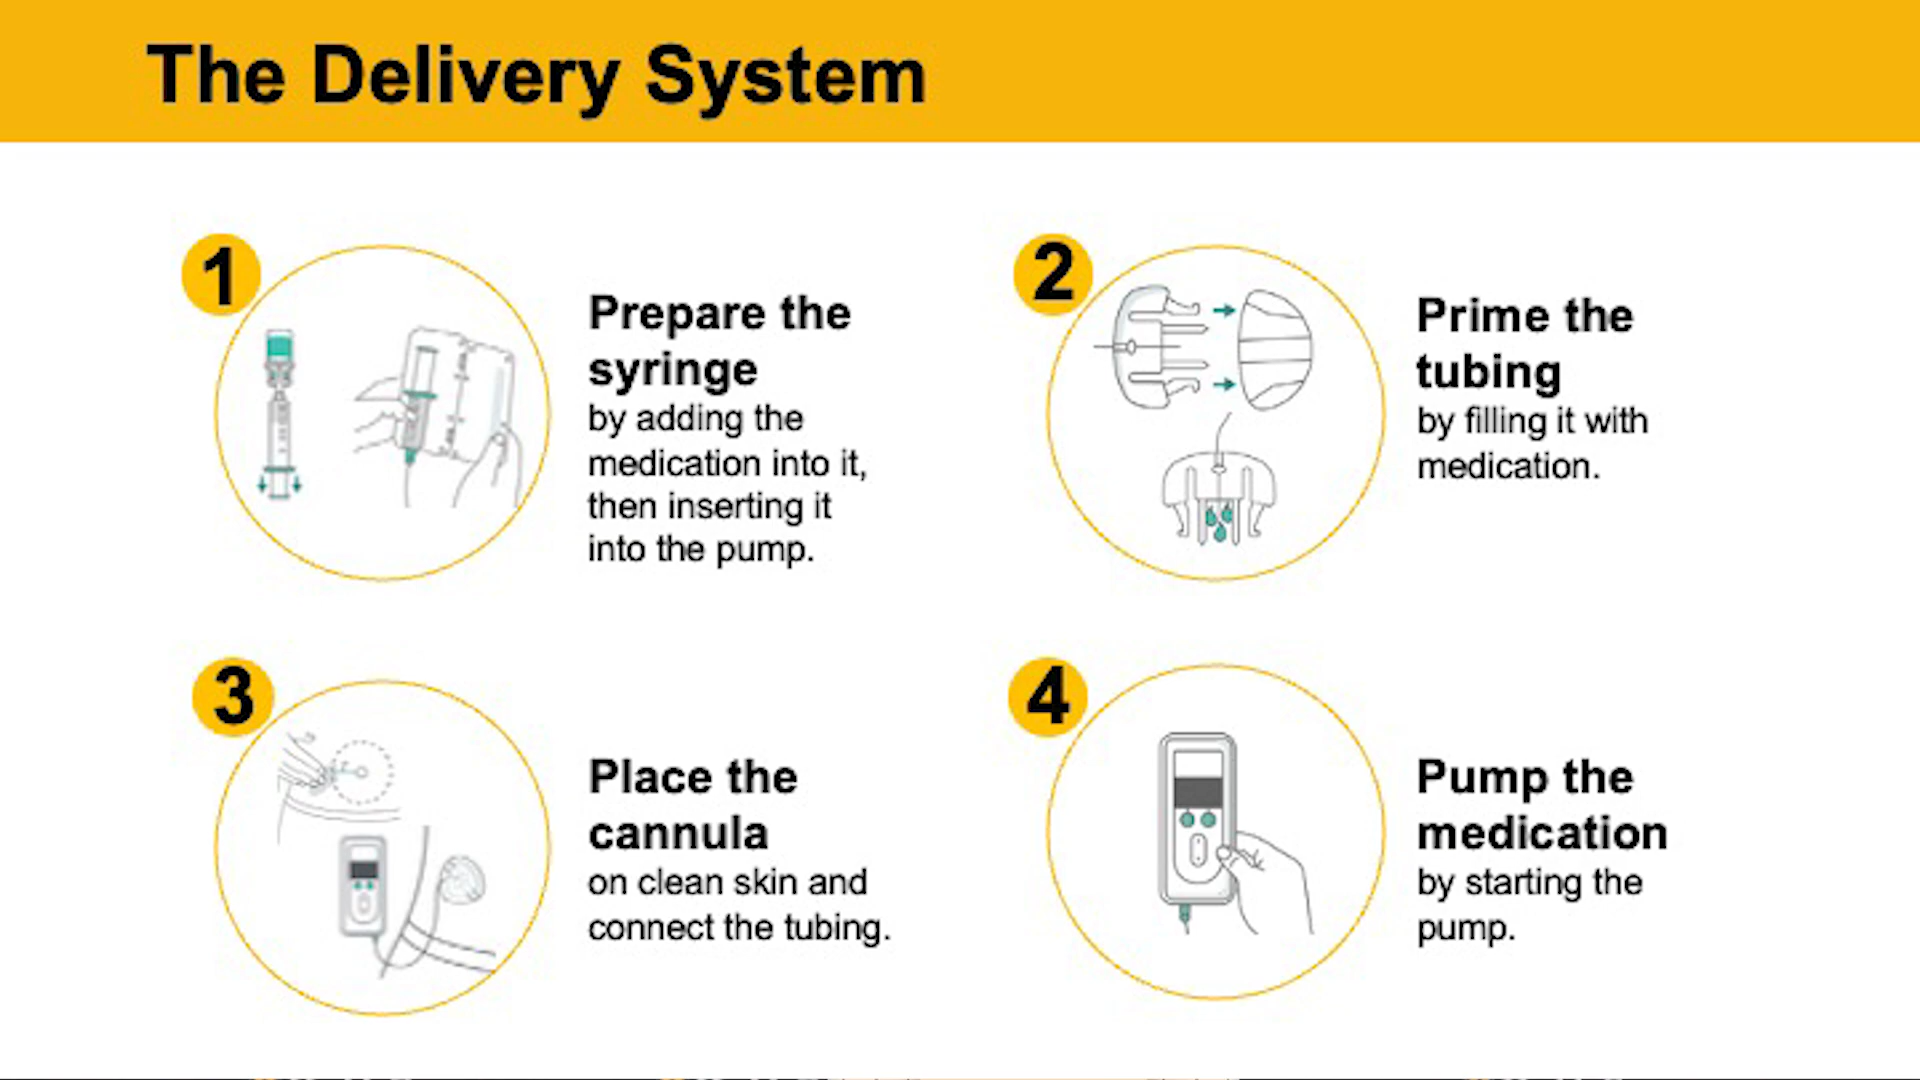 The Delivery System
1
Prepare the
syringe
by adding the
medication into it,
then inserting it
into the pump.
2
Prime the
tubing
by filling it with
medication.
3
Place the
cannula
on clean skin and
connect the tubing.
4
Pump the
medication
by starting the
pump.